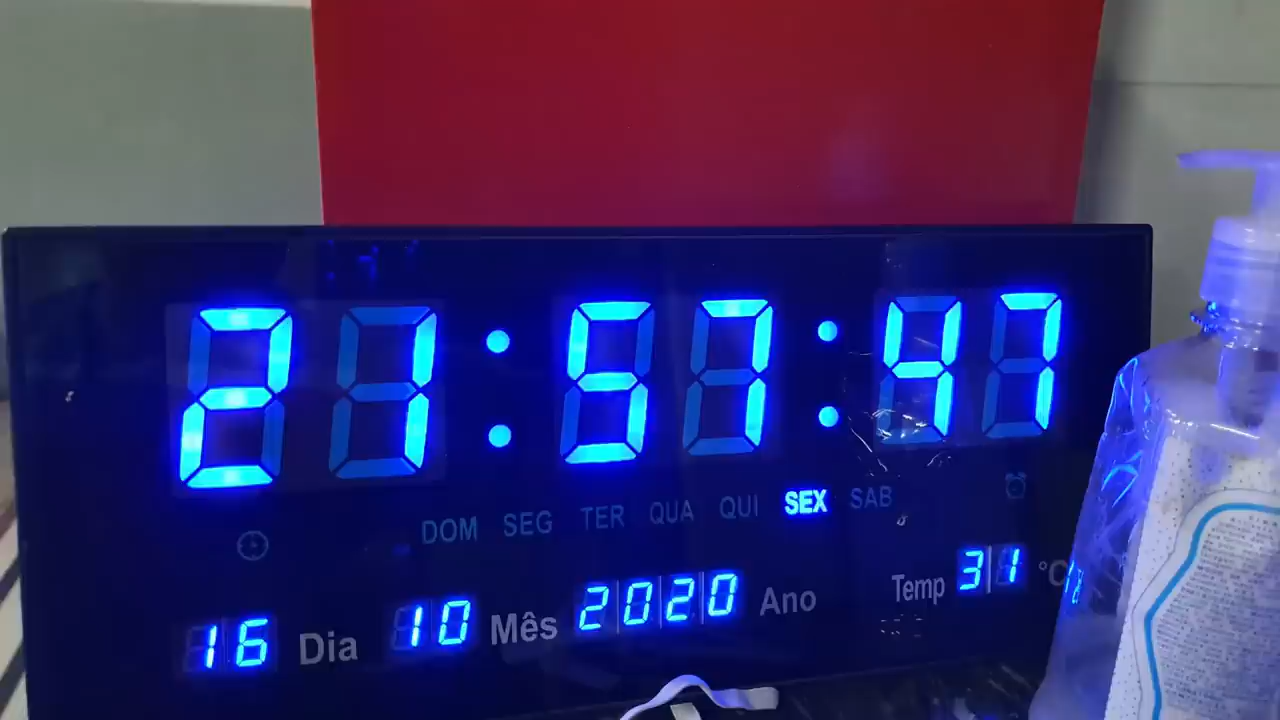 21:57:47
DOM SEG TER QUA QUI SEX SAB
16 Dia 10 Mês 2020 Ano Temp 31 °C